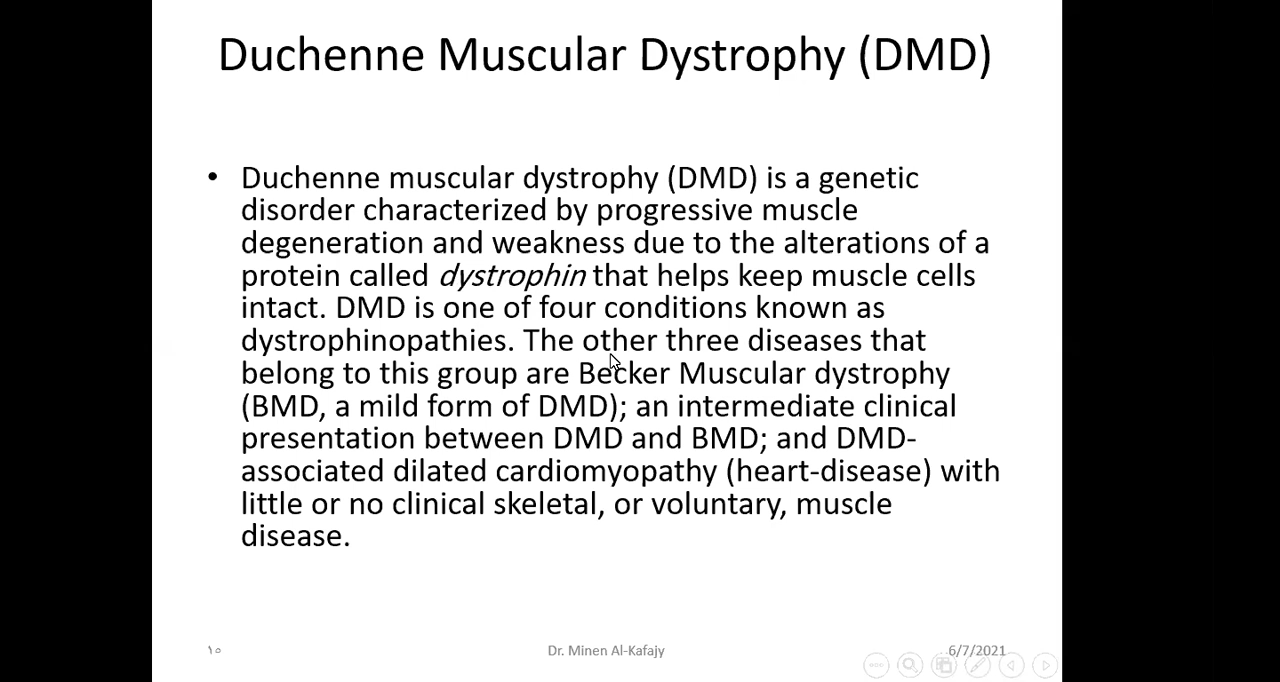 Duchenne Muscular Dystrophy (DMD)
• Duchenne muscular dystrophy (DMD) is a genetic
disorder characterized by progressive muscle
degeneration and weakness due to the alterations of a
protein called dystrophin that helps keep muscle cells
intact. DMD is one of four conditions known as
dystrophinopathies. The other three diseases that
belong to this group are Becker Muscular dystrophy
(BMD, a mild form of DMD); an intermediate clinical
presentation between DMD and BMD; and DMD-
associated dilated cardiomyopathy (heart-disease) with
little or no clinical skeletal, or voluntary, muscle
disease.
١٥ Dr. Minen Al-Kafajy 6/7/2021